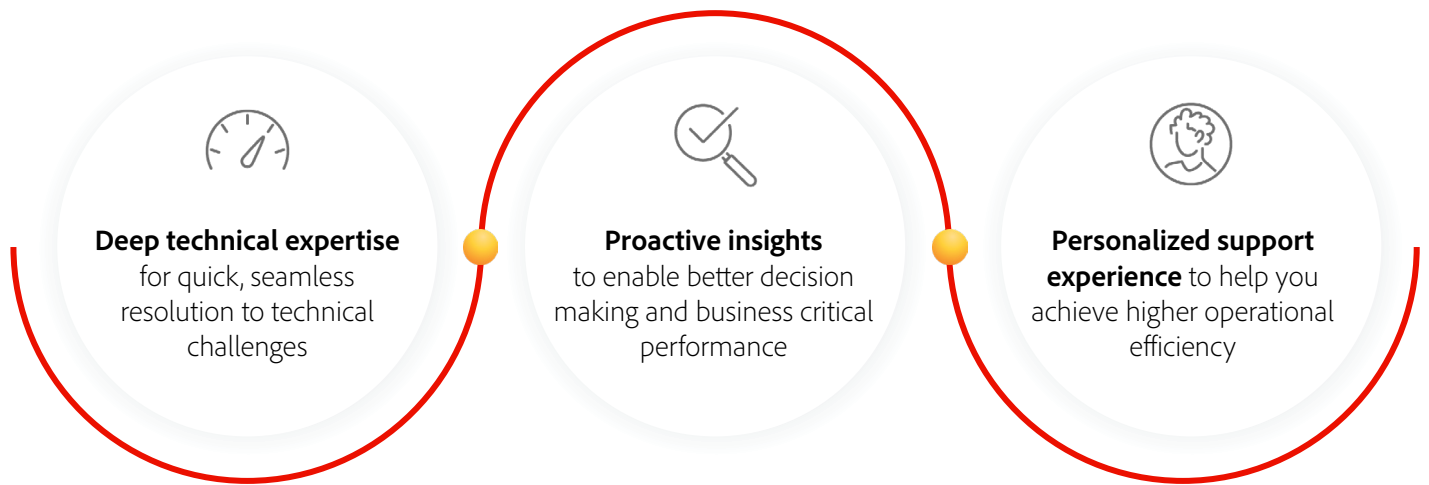 Deep technical expertise
for quick, seamless
resolution to technical
challenges
Proactive insights
to enable better decision
making and business critical
performance
Personalized support
experience to help you
achieve higher operational
efficiency